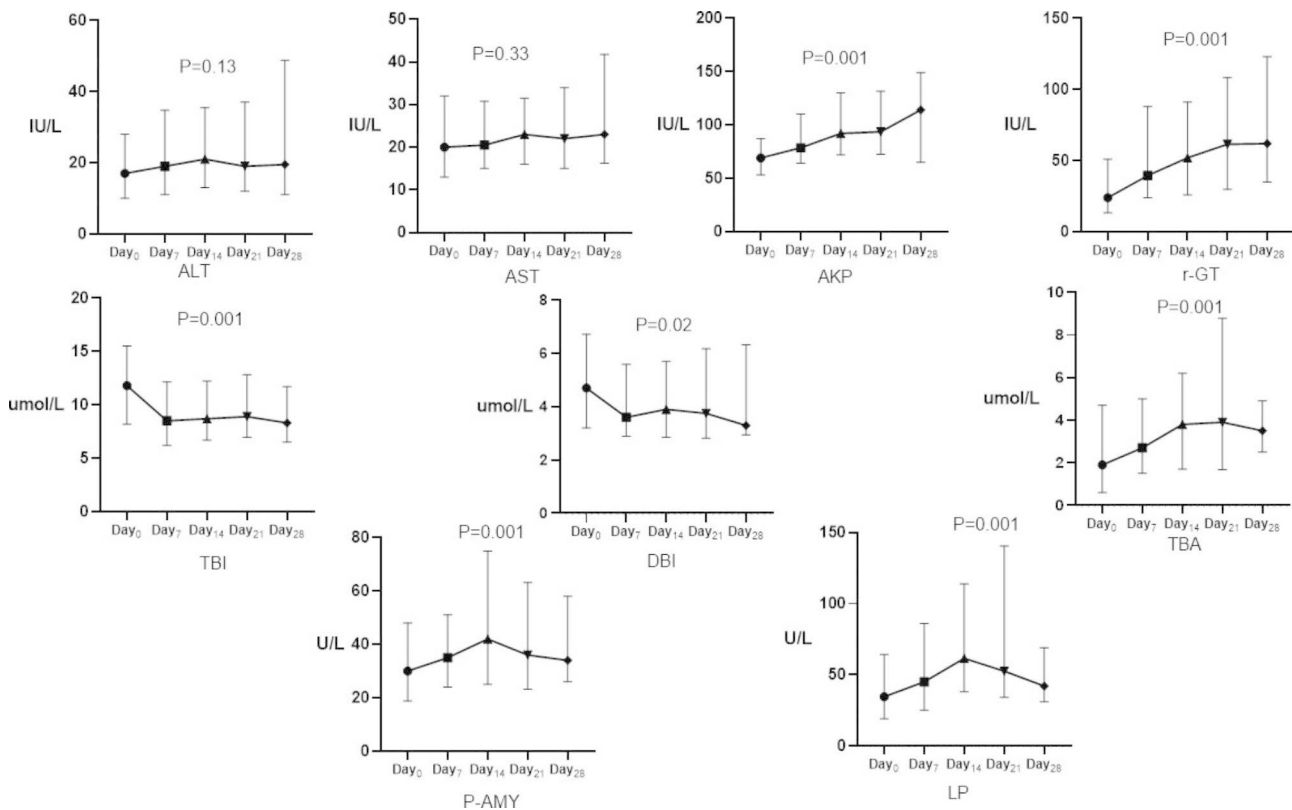 60
40
20
0
IU/L
P=0.13
Day0 Day7 Day14 Day21 Day28
ALT
50
40
30
20
10
0
IU/L
P=0.33
Day0 Day7 Day14 Day21 Day28
AST
200
150
100
50
0
IU/L
P=0.001
Day0 Day7 Day14 Day21 Day28
AKP
150
100
50
0
IU/L
P=0.001
Day0 Day7 Day14 Day21 Day28
r-GT
20
15
10
5
0
umol/L
P=0.001
Day0 Day7 Day14 Day21 Day28
TBI
8
6
4
2
0
umol/L
P=0.02
Day0 Day7 Day14 Day21 Day28
DBI
10
8
6
4
2
0
umol/L
P=0.001
Day0 Day7 Day14 Day21 Day28
TBA
80
60
40
20
0
U/L
P=0.001
Day0 Day7 Day14 Day21 Day28
P-AMY
150
100
50
0
U/L
P=0.001
Day0 Day7 Day14 Day21 Day28
LP